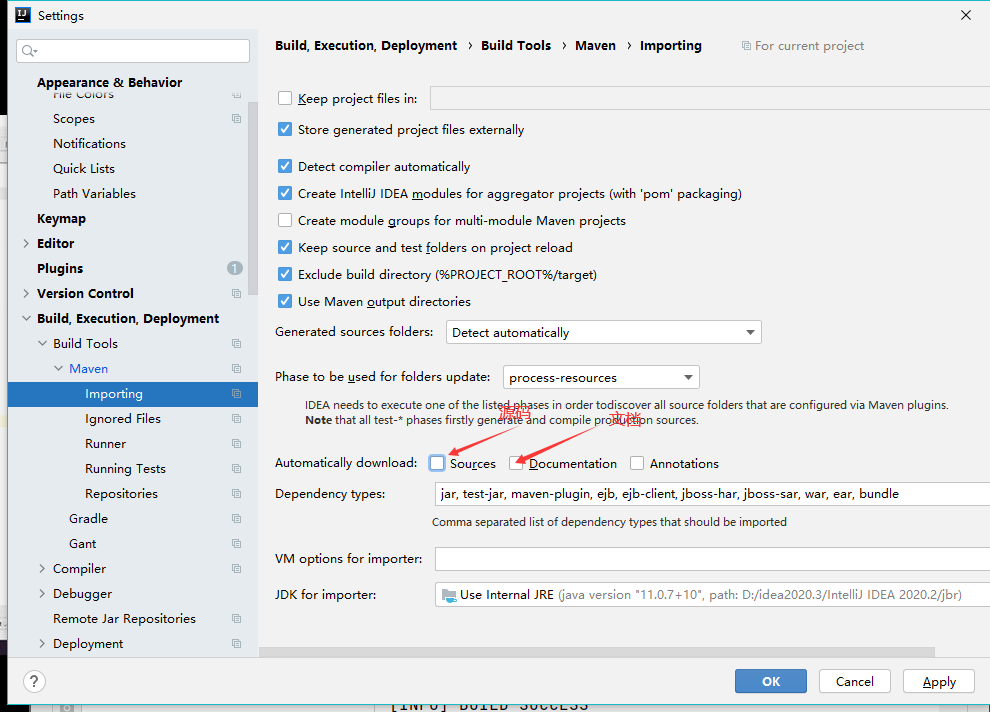 Settings
Appearance & Behavior
File Colors
Scopes
Notifications
Quick Lists
Path Variables
Keymap
Editor
Plugins 1
Version Control
Build, Execution, Deployment
Build Tools
Maven
Importing
Ignored Files
Runner
Running Tests
Repositories
Gradle
Gant
Compiler
Debugger
Remote Jar Repositories
Deployment
Build, Execution, Deployment › Build Tools › Maven › Importing For current project
Keep project files in:
Store generated project files externally
Detect compiler automatically
Create IntelliJ IDEA modules for aggregator projects (with 'pom' packaging)
Create module groups for multi-module Maven projects
Keep source and test folders on project reload
Exclude build directory (%PROJECT_ROOT%/target)
Use Maven output directories
Generated sources folders: Detect automatically
Phase to be used for folders update: process-resources
IDEA needs to execute one of the listed phases in order todiscover all source folders that are configured via Maven plugins.
源码 文档
Note that all test-* phases firstly generate and compile production sources.
Automatically download: Sources Documentation Annotations
Dependency types: jar, test-jar, maven-plugin, ejb, ejb-client, jboss-har, jboss-sar, war, ear, bundle
Comma separated list of dependency types that should be imported
VM options for importer:
JDK for importer: Use Internal JRE (java version "11.0.7+10", path: D:/idea2020.3/IntelliJ IDEA 2020.2/jbr)
? OK Cancel Apply
[INFO] BUILD SUCCESS